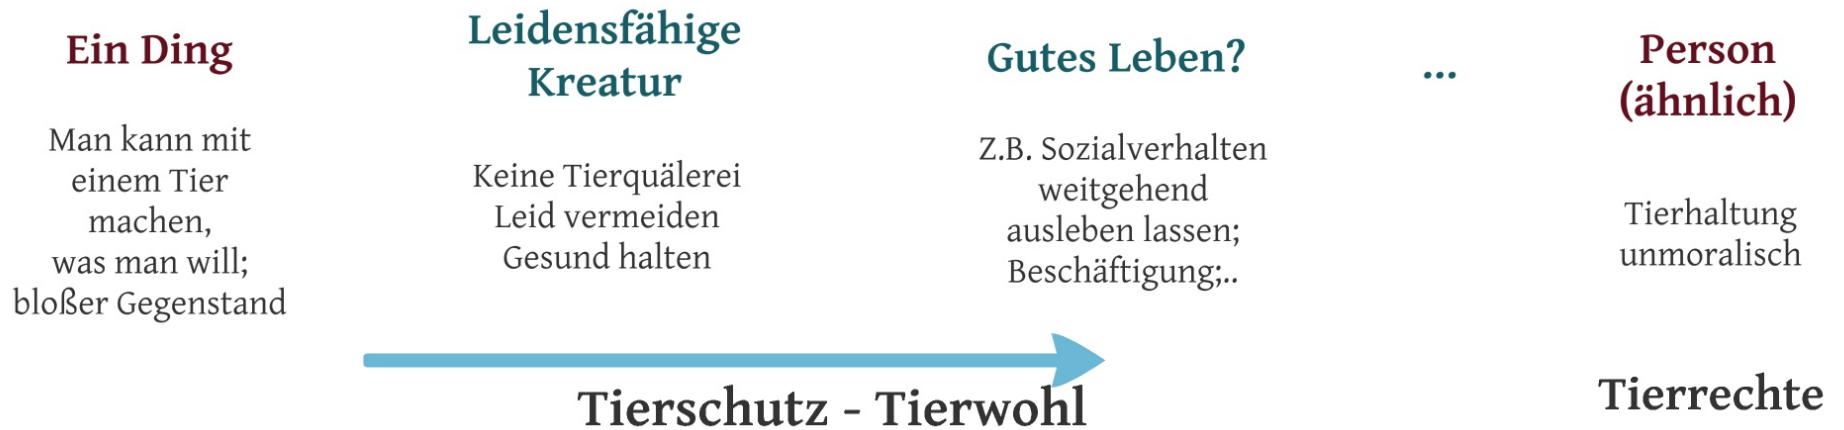 Ein Ding
Man kann mit
einem Tier
machen,
was man will;
bloßer Gegenstand
Leidensfähige
Kreatur
Keine Tierquälerei
Leid vermeiden
Gesund halten
Gutes Leben?
Z.B. Sozialverhalten
weitgehend
ausleben lassen;
Beschäftigung;..
...
Person
(ähnlich)
Tierhaltung
unmoralisch
Tierschutz - Tierwohl
Tierrechte